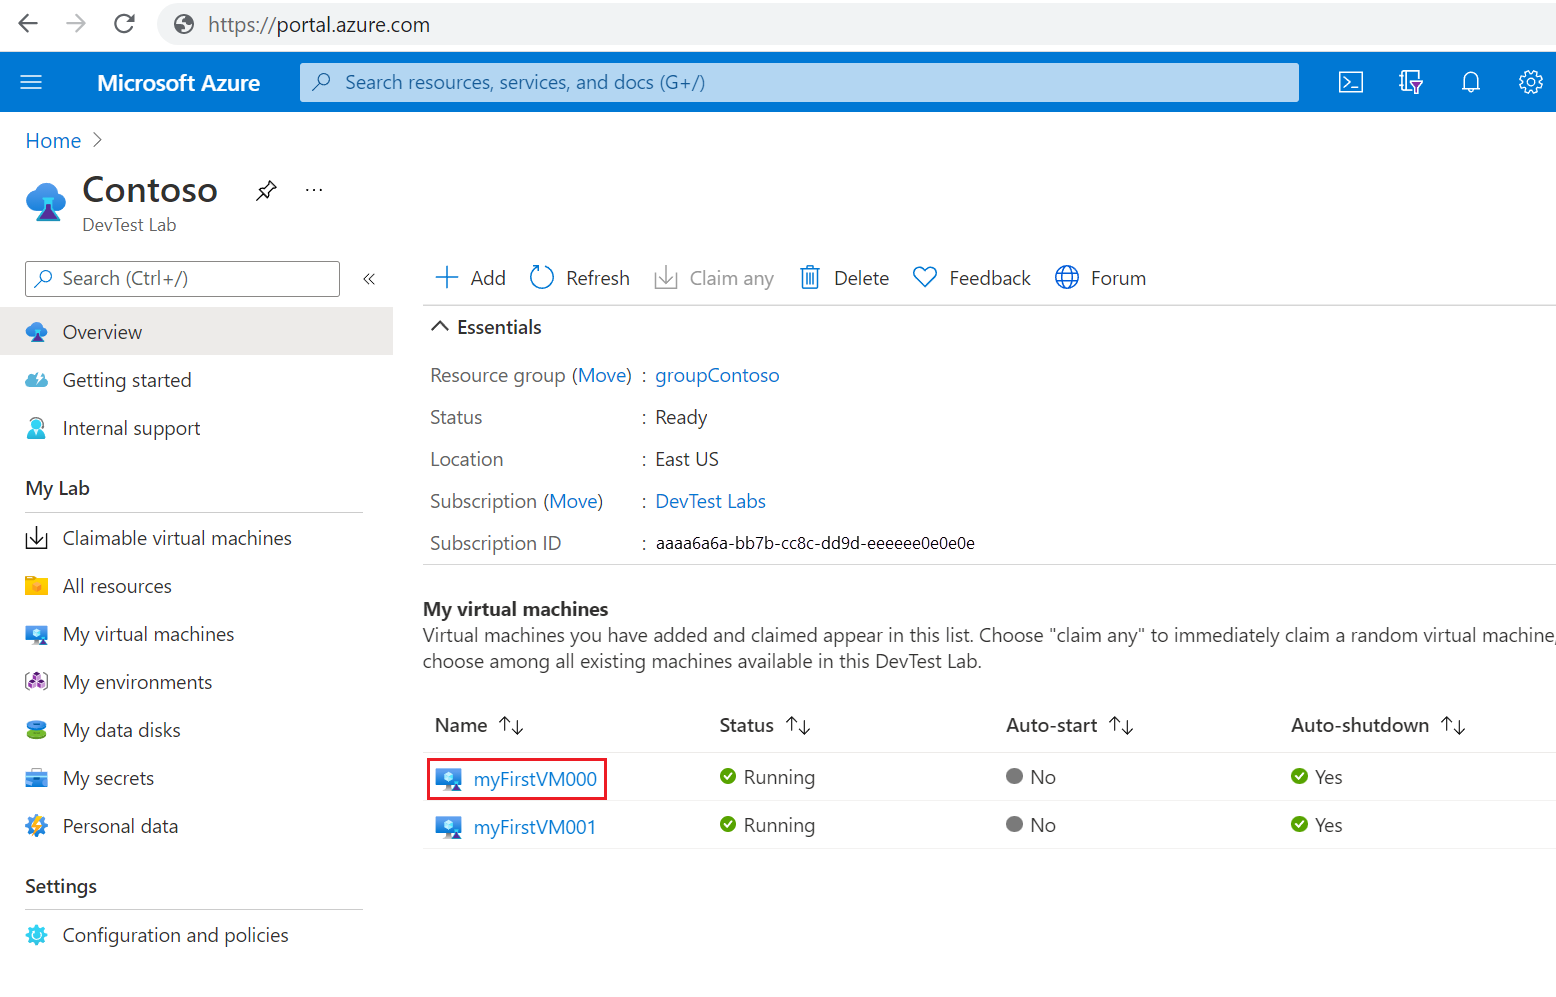 https://portal.azure.com
Microsoft Azure
Search resources, services, and docs (G+/)
Home
Contoso
DevTest Lab
Search (Ctrl+/)
Overview
Getting started
Internal support
My Lab
Claimable virtual machines
All resources
My virtual machines
My environments
My data disks
My secrets
Personal data
Settings
Configuration and policies
Add Refresh Claim any Delete Feedback Forum
Essentials
Resource group (Move) : groupContoso
Status : Ready
Location : East US
Subscription (Move) : DevTest Labs
Subscription ID : aaaa6a6a-bb7b-cc8c-dd9d-eeeeee0e0e0e
My virtual machines
Virtual machines you have added and claimed appear in this list. Choose "claim any" to immediately claim a random virtual machine,
choose among all existing machines available in this DevTest Lab.
Name Status Auto-start Auto-shutdown
myFirstVM000 Running No Yes
myFirstVM001 Running No Yes